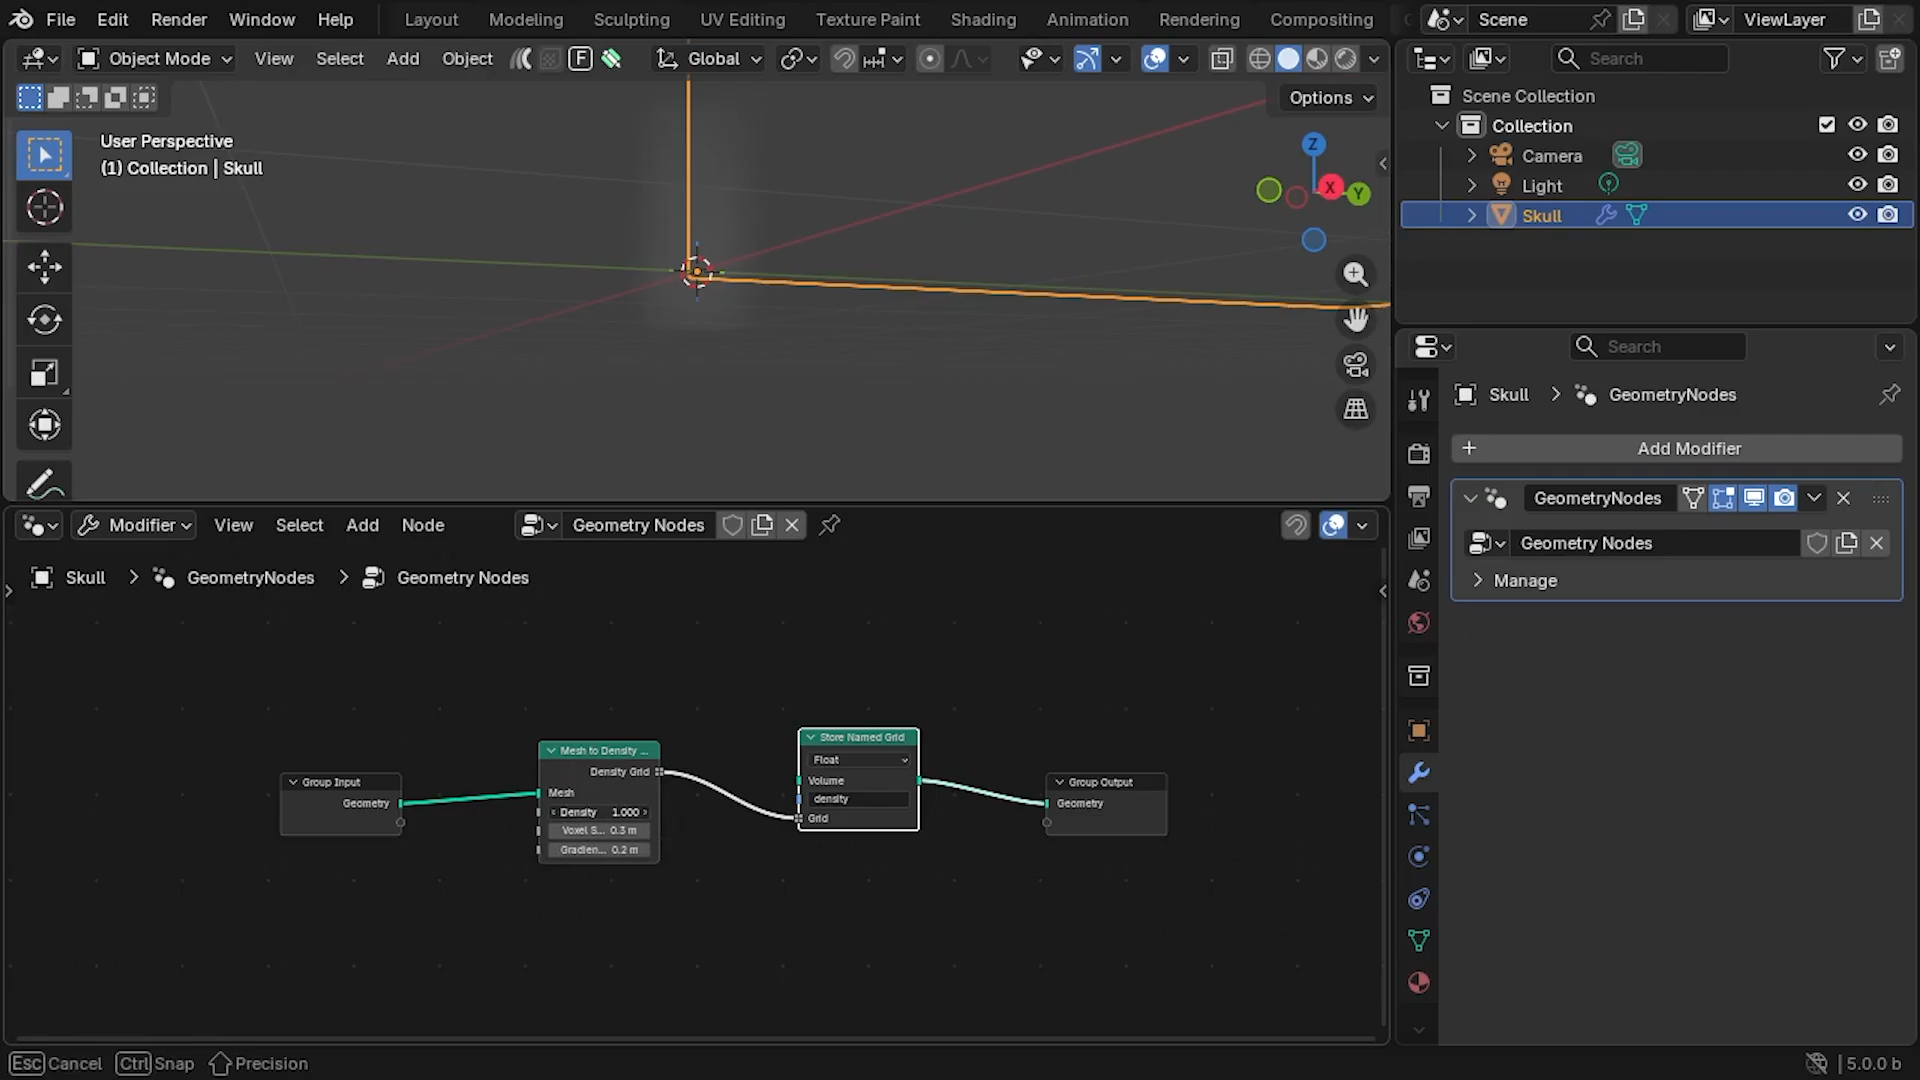 File Edit Render Window Help Layout Modeling Sculpting UV Editing Texture Paint Shading Animation Rendering Compositing Scene ViewLayer
Object Mode View Select Add Object F Global Search
Options
User Perspective
(1) Collection | Skull
Z
X
Y
Scene Collection
Collection
Camera
Light
Skull
Search
Skull > GeometryNodes
Add Modifier
GeometryNodes
Geometry Nodes
Manage
Modifier View Select Add Node Geometry Nodes
Skull > GeometryNodes > Geometry Nodes
Group Input
Geometry
Mesh to Density ...
Density Grid
Mesh
Density 1.000
Voxel S... 0.3 m
Gradien... 0.2 m
Store Named Grid
Float
Volume
density
Grid
Group Output
Geometry
Esc Cancel Ctrl Snap Precision
5.0.0 b